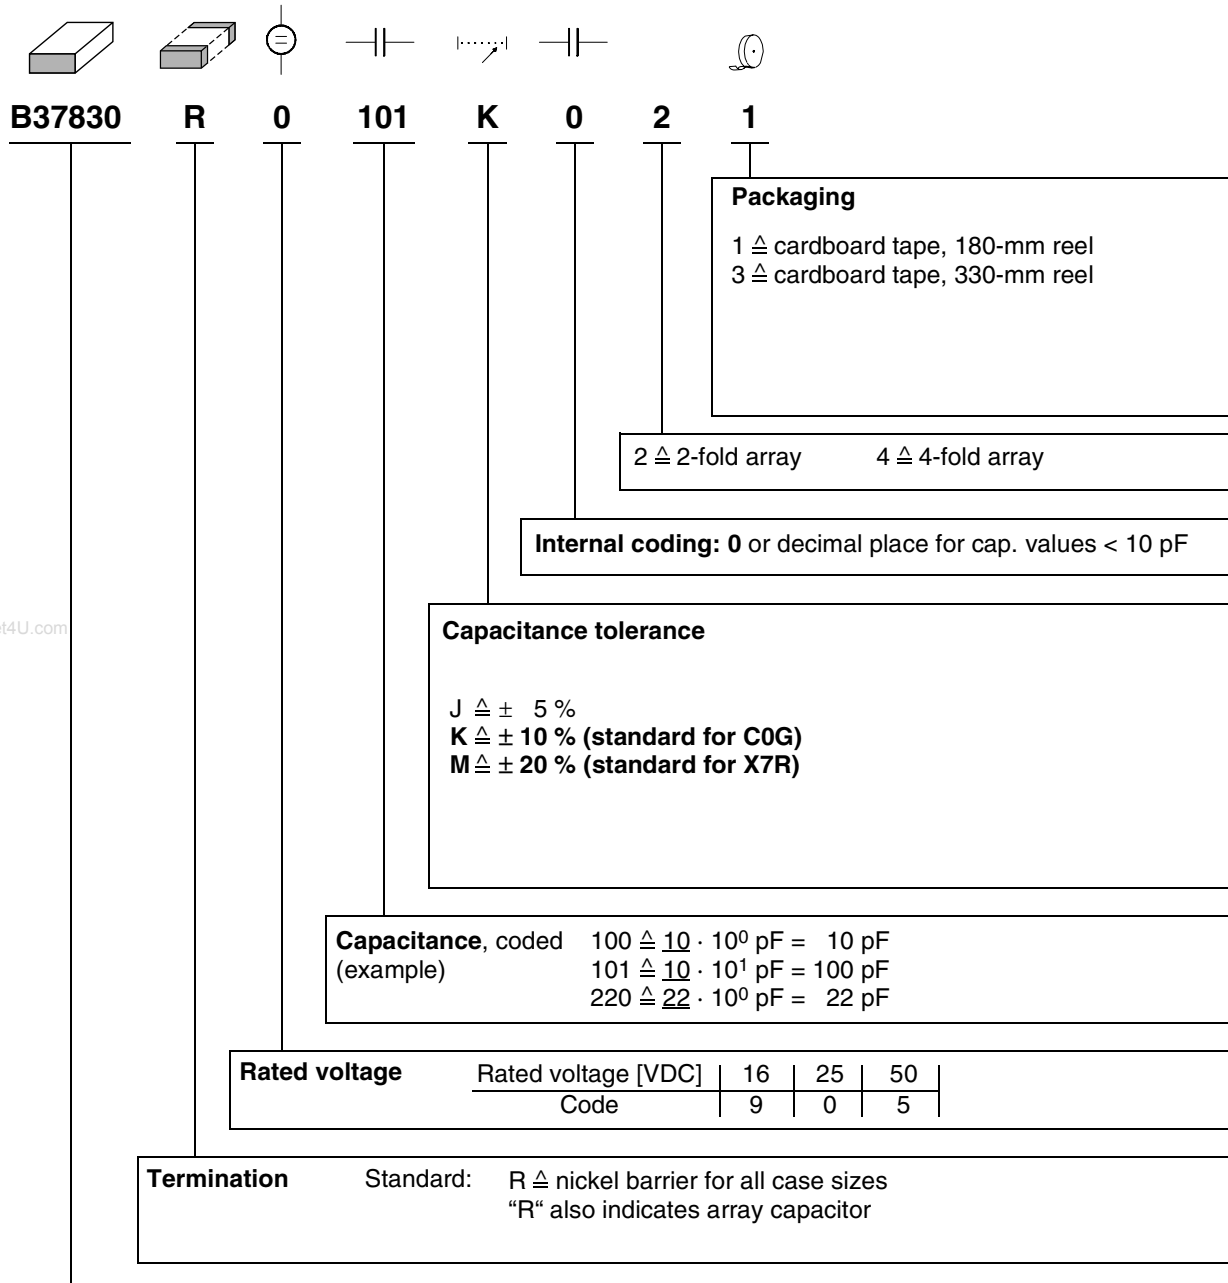 B37830 R 0 101 K 0 2 1
Packaging
1 ≙ cardboard tape, 180-mm reel
3 ≙ cardboard tape, 330-mm reel
2 ≙ 2-fold array 4 ≙ 4-fold array
Internal coding: 0 or decimal place for cap. values < 10 pF
et4U.com
Capacitance tolerance
J ≙ ± 5 %
K ≙ ± 10 % (standard for C0G)
M ≙ ± 20 % (standard for X7R)
Capacitance, coded 100 ≙ 10 · 10⁰ pF = 10 pF
(example) 101 ≙ 10 · 10¹ pF = 100 pF
220 ≙ 22 · 10⁰ pF = 22 pF
Rated voltage Rated voltage [VDC] 16 25 50
Code 9 0 5
Termination Standard: R ≙ nickel barrier for all case sizes
“R“ also indicates array capacitor